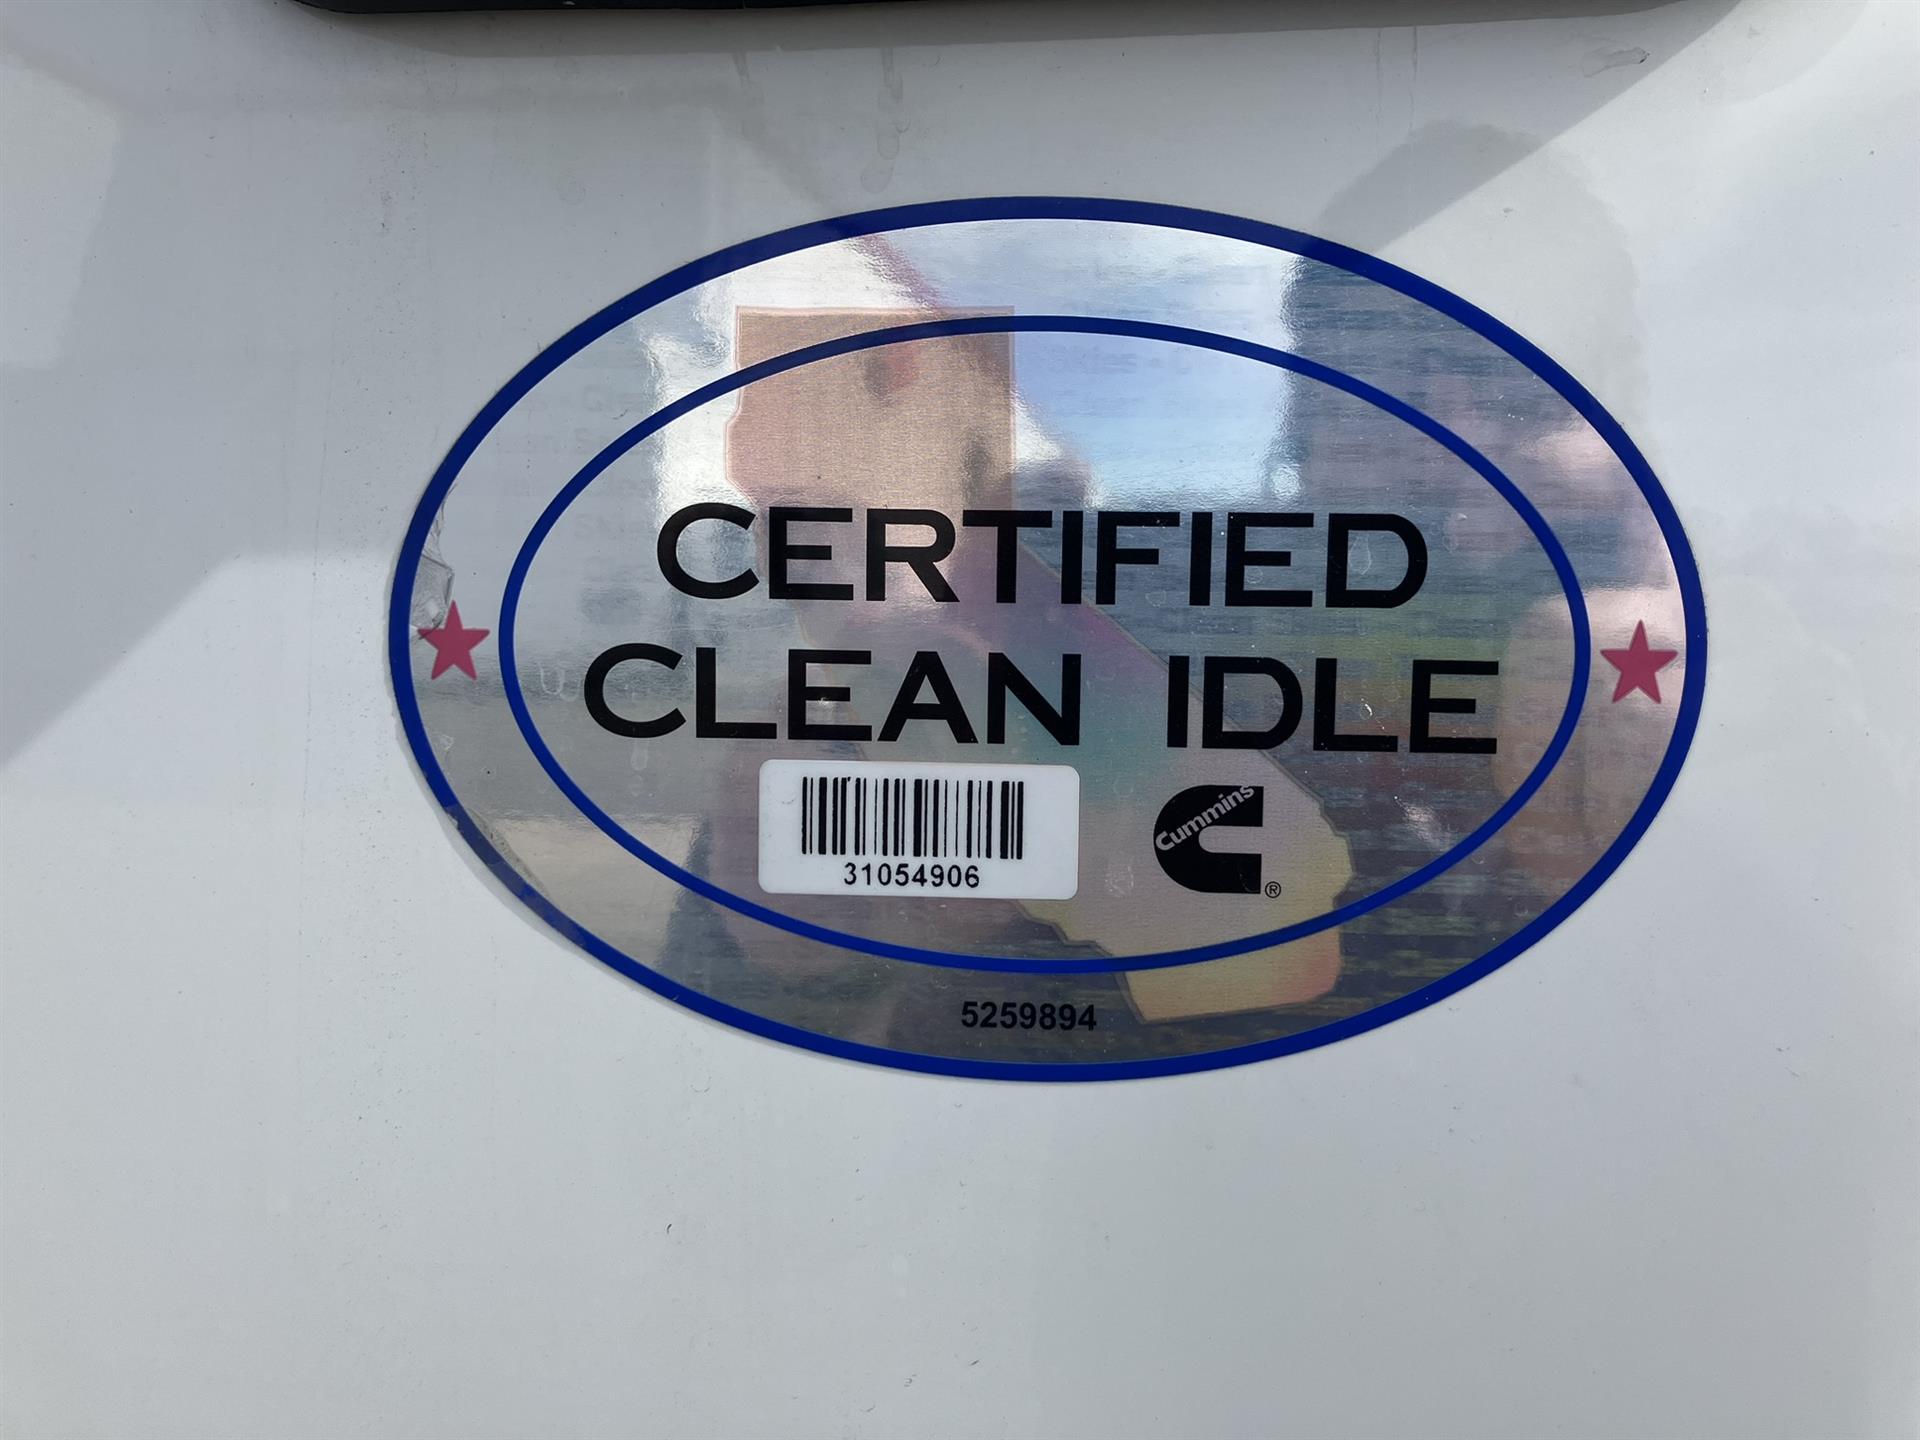 CERTIFIED
CLEAN IDLE
Cummins
®
31054906
5259894